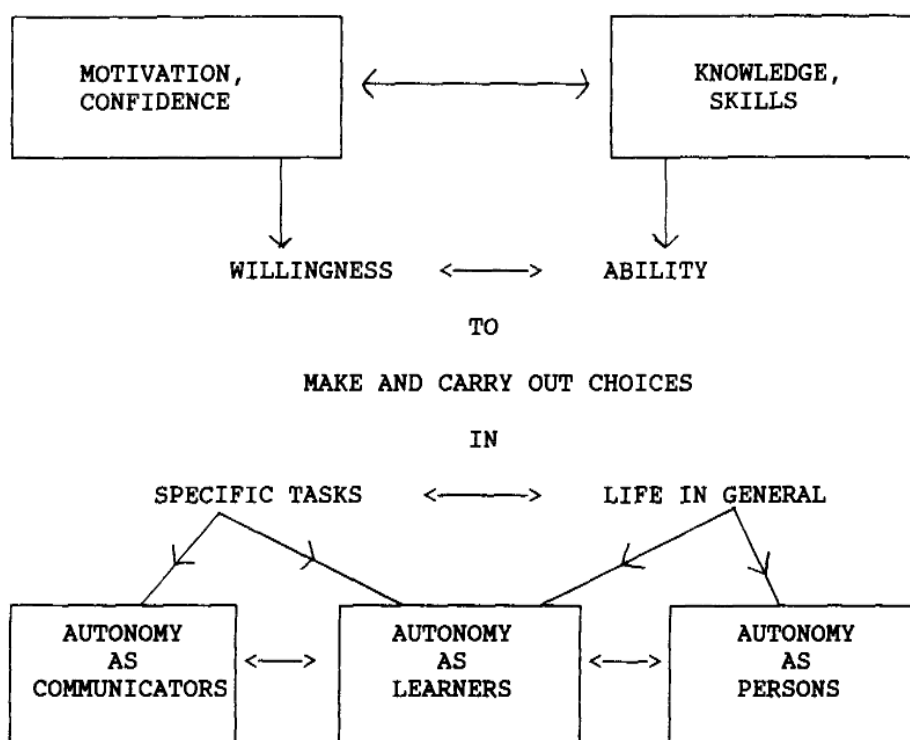 MOTIVATION,
CONFIDENCE
KNOWLEDGE,
SKILLS
WILLINGNESS <--> ABILITY
TO
MAKE AND CARRY OUT CHOICES
IN
SPECIFIC TASKS <---> LIFE IN GENERAL
AUTONOMY
AS
COMMUNICATORS
AUTONOMY
AS
LEARNERS
AUTONOMY
AS
PERSONS